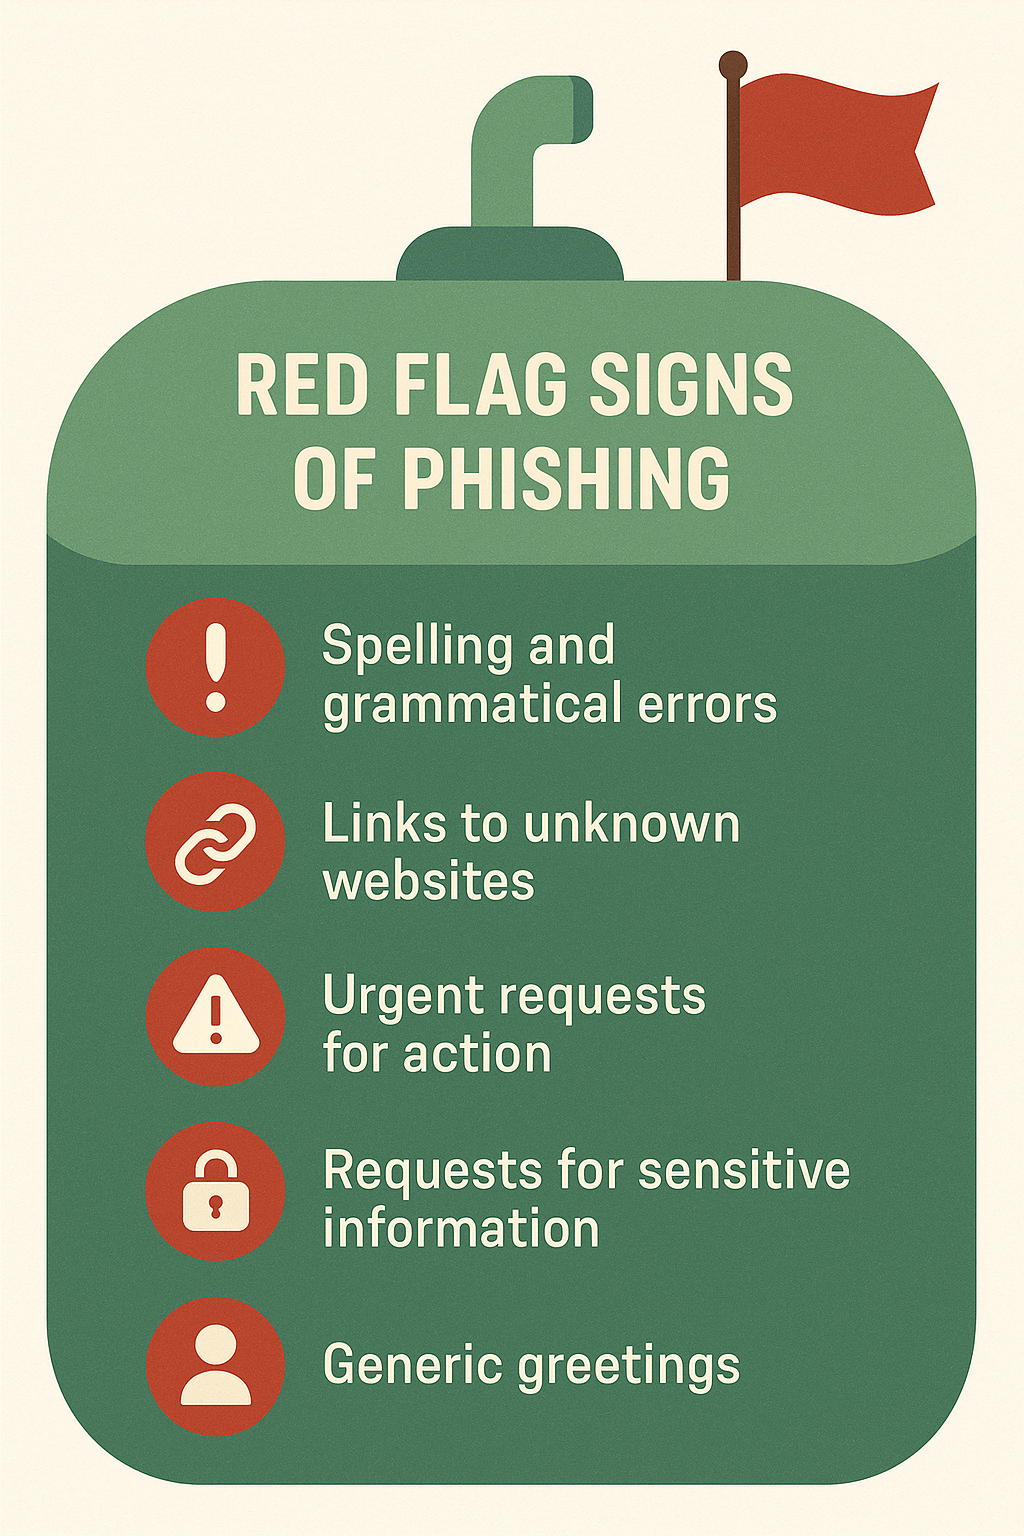 RED FLAG SIGNS
OF PHISHING
Spelling and
grammatical errors
Links to unknown
websites
Urgent requests
for action
Requests for sensitive
information
Generic greetings